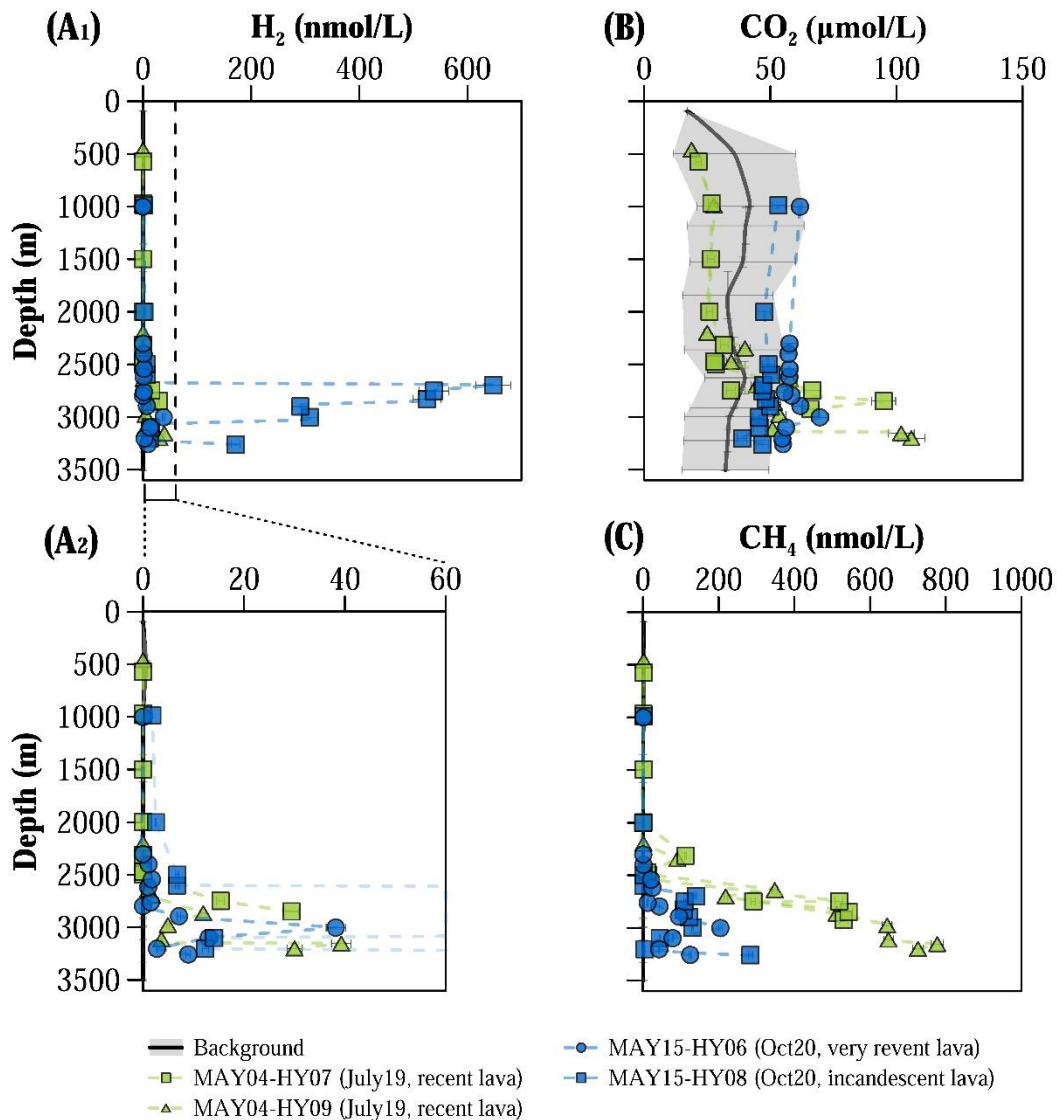 (A1) H2 (nmol/L)
0 200 400 600
(B) CO2 (µmol/L)
0 50 100 150
Depth (m)
0
500
1000
1500
2000
2500
3000
3500
(A2)
0 20 40 60
(C) CH4 (nmol/L)
0 200 400 600 800 1000
Depth (m)
0
500
1000
1500
2000
2500
3000
3500
Background
MAY04-HY07 (July19, recent lava)
MAY04-HY09 (July19, recent lava)
MAY15-HY06 (Oct20, very revent lava)
MAY15-HY08 (Oct20, incandescent lava)